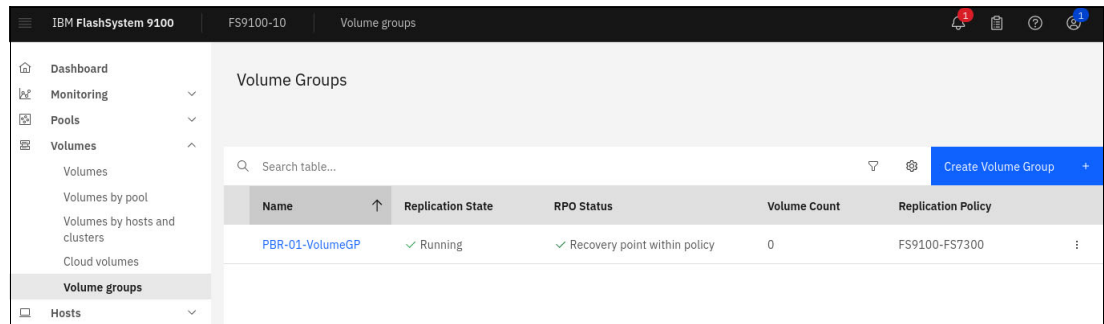 IBM FlashSystem 9100 FS9100-10 Volume groups 1 1
Dashboard
Monitoring
Pools
Volumes
Volumes
Volumes by pool
Volumes by hosts and
clusters
Cloud volumes
Volume groups
Hosts
Volume Groups
Search table... Create Volume Group +
Name Replication State RPO Status Volume Count Replication Policy
PBR-01-VolumeGP Running Recovery point within policy 0 FS9100-FS7300